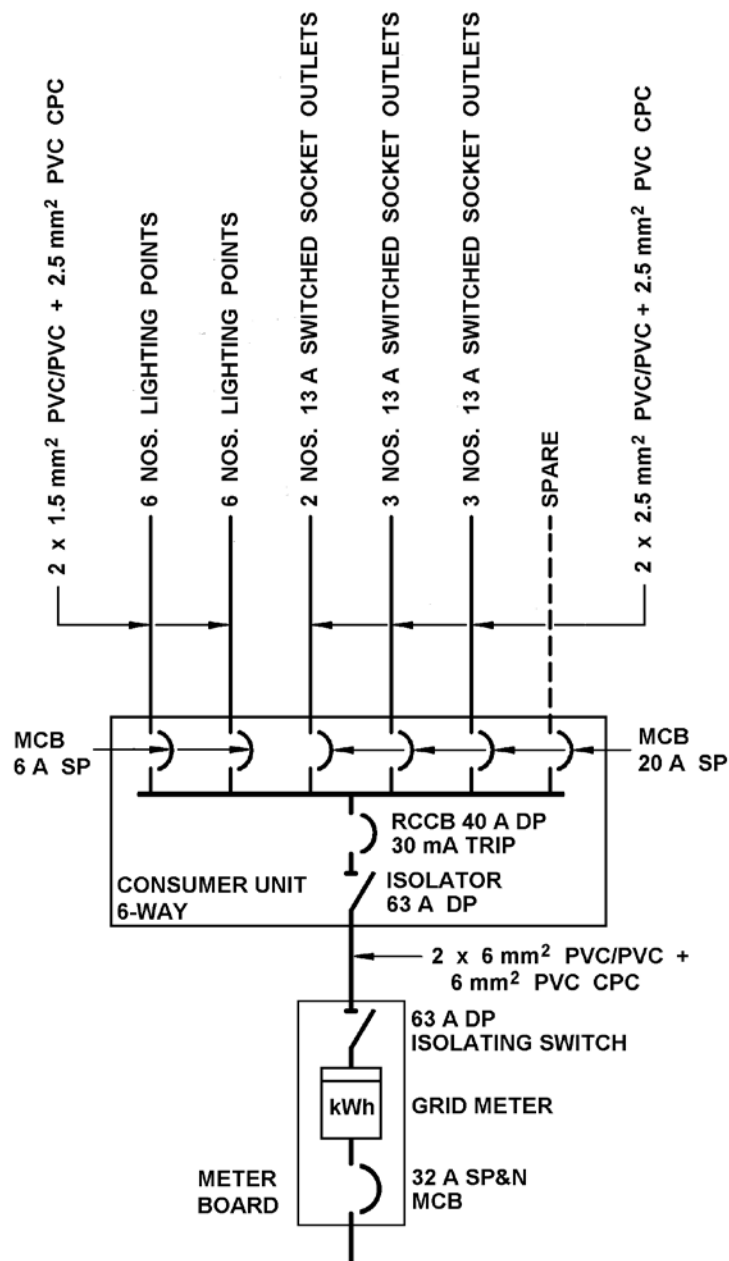 2 x 1.5 mm² PVC/PVC + 2.5 mm² PVC CPC
6 NOS. LIGHTING POINTS
6 NOS. LIGHTING POINTS
2 NOS. 13 A SWITCHED SOCKET OUTLETS
3 NOS. 13 A SWITCHED SOCKET OUTLETS
3 NOS. 13 A SWITCHED SOCKET OUTLETS
SPARE
2 x 2.5 mm² PVC/PVC + 2.5 mm² PVC CPC
MCB
6 A SP
MCB
20 A SP
RCCB 40 A DP
30 mA TRIP
CONSUMER UNIT
6-WAY
ISOLATOR
63 A DP
2 x 6 mm² PVC/PVC +
6 mm² PVC CPC
63 A DP
ISOLATING SWITCH
kWh
GRID METER
METER
BOARD
32 A SP&N
MCB